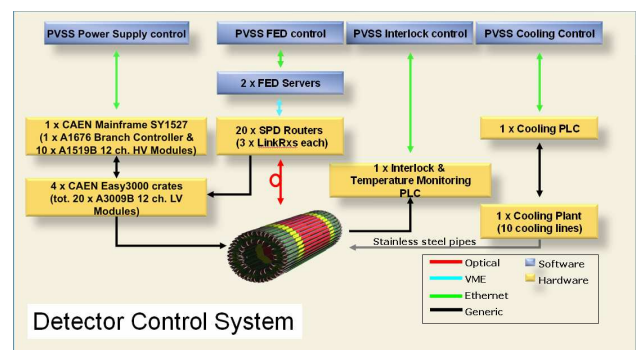 PVSS Power Supply control
PVSS FED control
PVSS Interlock control
PVSS Cooling Control
2 x FED Servers
1 x CAEN Mainframe SY1527
(1 x A1676 Branch Controller &
10 x A1519B 12 ch. HV Modules)
20 x SPD Routers
(3 x LinkRxs each)
1 x Cooling PLC
4 x CAEN Easy3000 crates
(tot. 20 x A3009B 12 ch. LV
Modules)
1 x Interlock &
Temperature Monitoring
PLC
1 x Cooling Plant
(10 cooling lines)
Stainless steel pipes
Optical
VME
Ethernet
Generic
Software
Hardware
Detector Control System